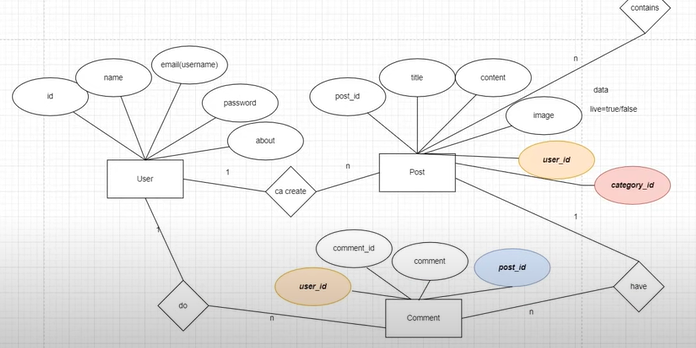 contains
n
email(username)
name
title
content
id
post_id
data
password
live=true/false
image
about
user_id
1
n
User
ca create
Post
category_id
1
1
comment_id
comment
post_id
user_id
have
do
n
Comment
n